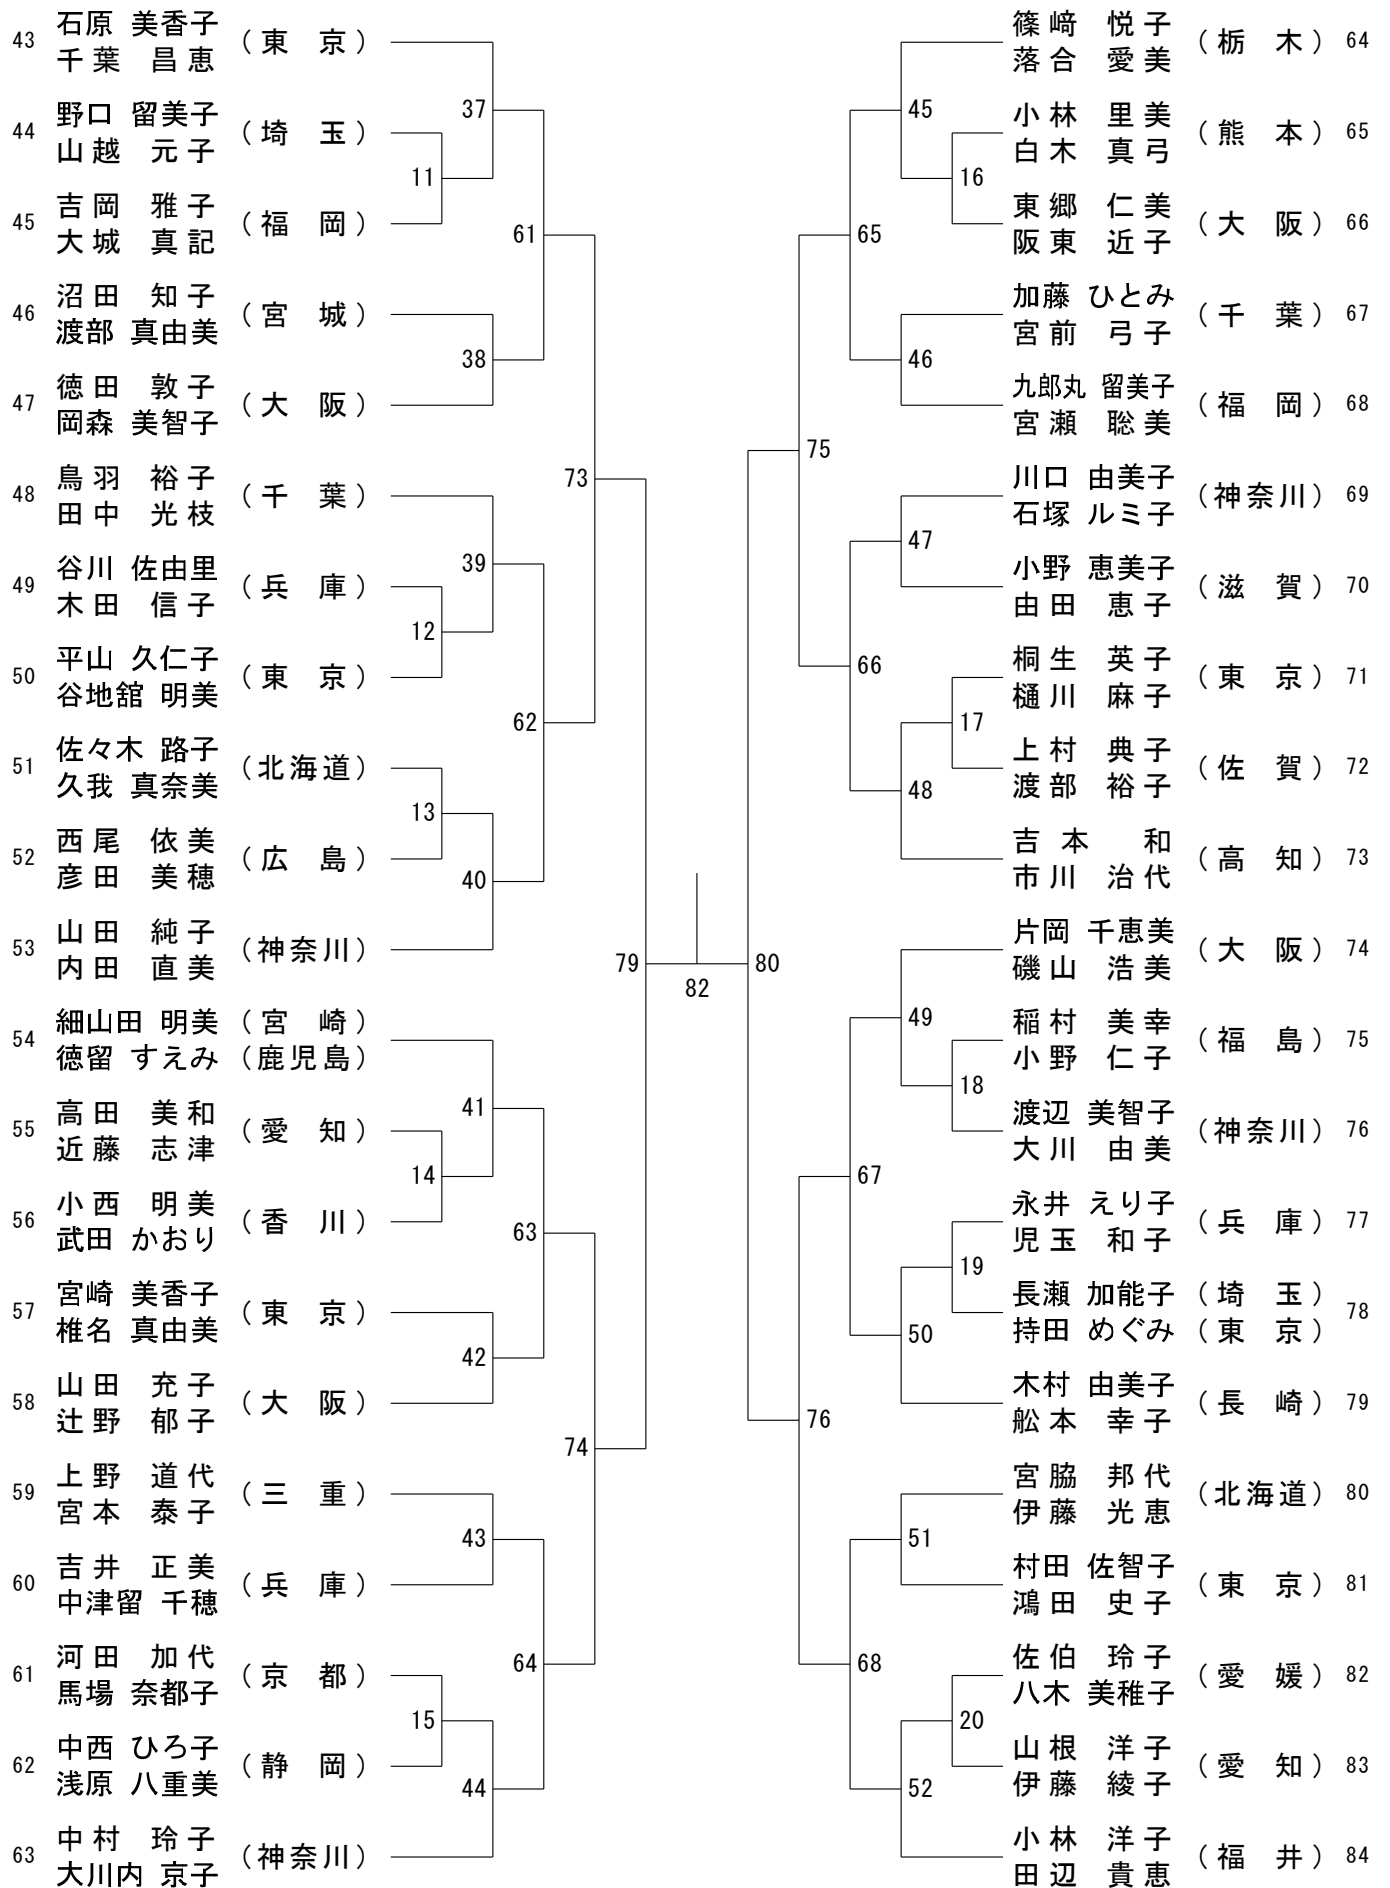 43 石原 美香子 (東 京)
千葉 昌恵
44 野口 留美子 (埼 玉)
山越 元子
11
37
45 吉岡 雅子 (福 岡)
大城 真記
61
46 沼田 知子 (宮 城)
渡部 真由美
38
47 徳田 敦子 (大 阪)
岡森 美智子
73
48 鳥羽 裕子 (千 葉)
田中 光枝
39
49 谷川 佐由里 (兵 庫)
木田 信子
12
50 平山 久仁子 (東 京)
谷地舘 明美
62
51 佐々木 路子 (北海道)
久我 真奈美
13
52 西尾 依美 (広 島)
彦田 美穂
40
53 山田 純子 (神奈川)
内田 直美
79
54 細山田 明美 (宮 崎)
徳留 すえみ (鹿児島)
41
55 高田 美和 (愛 知)
近藤 志津
14
56 小西 明美 (香 川)
武田 かおり
63
57 宮崎 美香子 (東 京)
椎名 真由美
42
58 山田 充子 (大 阪)
辻野 郁子
74
59 上野 道代 (三 重)
宮本 泰子
43
60 吉井 正美 (兵 庫)
中津留 千穂
64
61 河田 加代 (京 都)
馬場 奈都子
15
62 中西 ひろ子 (静 岡)
浅原 八重美
44
63 中村 玲子 (神奈川)
大川内 京子
82
篠﨑 悦子 (栃 木) 64
落合 愛美
45
小林 里美 (熊 本) 65
白木 真弓
16
東郷 仁美 (大 阪) 66
阪東 近子
65
加藤 ひとみ (千 葉) 67
宮前 弓子
46
九郎丸 留美子 (福 岡) 68
宮瀬 聡美
75
川口 由美子 (神奈川) 69
石塚 ルミ子
47
小野 恵美子 (滋 賀) 70
由田 恵子
66
桐生 英子 (東 京) 71
樋川 麻子
17
上村 典子 (佐 賀) 72
渡部 裕子
48
吉本 和 (高 知) 73
市川 治代
80
片岡 千恵美 (大 阪) 74
磯山 浩美
49
稲村 美幸 (福 島) 75
小野 仁子
18
渡辺 美智子 (神奈川) 76
大川 由美
67
永井 えり子 (兵 庫) 77
児玉 和子
19
長瀬 加能子 (埼 玉) 78
持田 めぐみ (東 京)
50
木村 由美子 (長 崎) 79
舩本 幸子
76
宮脇 邦代 (北海道) 80
伊藤 光恵
51
村田 佐智子 (東 京) 81
鴻田 史子
68
佐伯 玲子 (愛 媛) 82
八木 美稚子
20
山根 洋子 (愛 知) 83
伊藤 綾子
52
小林 洋子 (福 井) 84
田辺 貴恵